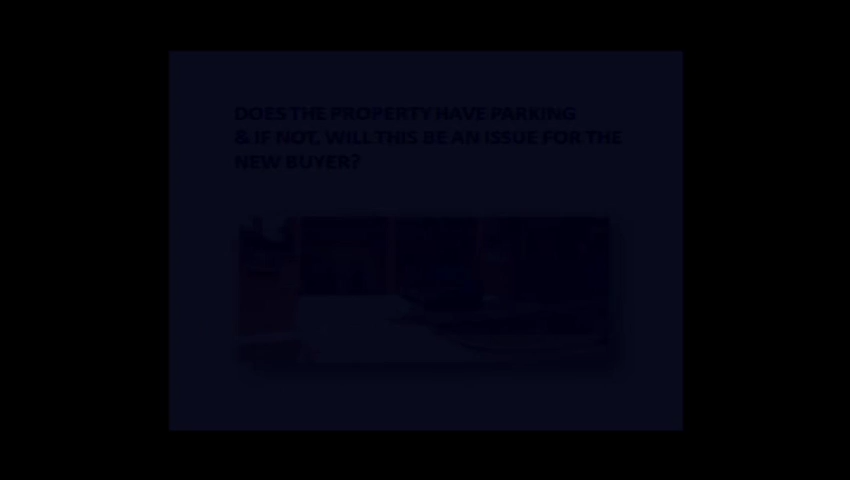 DOES THE PROPERTY HAVE PARKING
& IF NOT, WILL THIS BE AN ISSUE FOR THE
NEW BUYER?